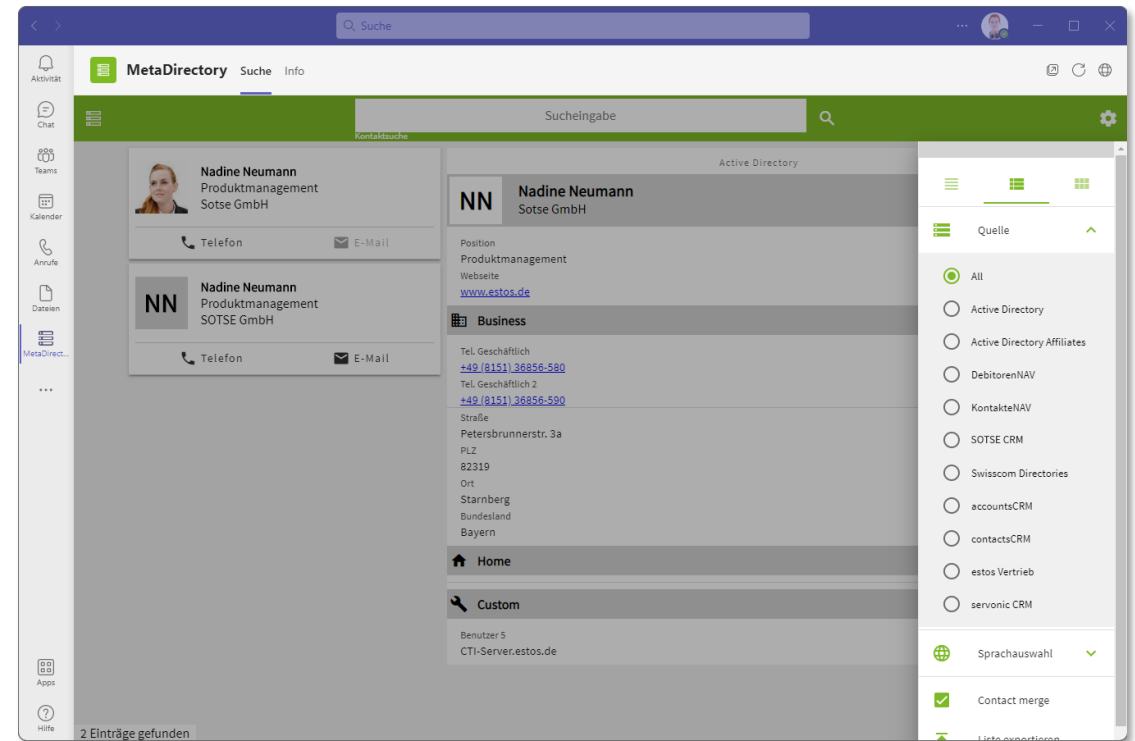 Suche
Aktivität
Chat
Teams
Kalender
Anrufe
Dateien
MetaDirect...
Apps
Hilfe
MetaDirectory Suche Info
Sucheingabe
Kontaktsuche
Nadine Neumann
Produktmanagement
Sotse GmbH
Telefon E-Mail
NN
Nadine Neumann
Produktmanagement
SOTSE GmbH
Telefon E-Mail
2 Einträge gefunden
Active Directory
NN
Nadine Neumann
Sotse GmbH
Position
Produktmanagement
Webseite
www.estos.de
Business
Tel. Geschäftlich
+49 (8151) 36856-580
Tel. Geschäftlich 2
+49 (8151) 36856-590
Straße
Petersbrunnerstr. 3a
PLZ
82319
Ort
Starnberg
Bundesland
Bayern
Home
Custom
Benutzer 5
CTI-Server.estos.de
Quelle
All
Active Directory
Active Directory Affiliates
DebitorenNAV
KontakteNAV
SOTSE CRM
Swisscom Directories
accountsCRM
contactsCRM
estos Vertrieb
servonic CRM
Sprachauswahl
Contact merge
Liste exportieren